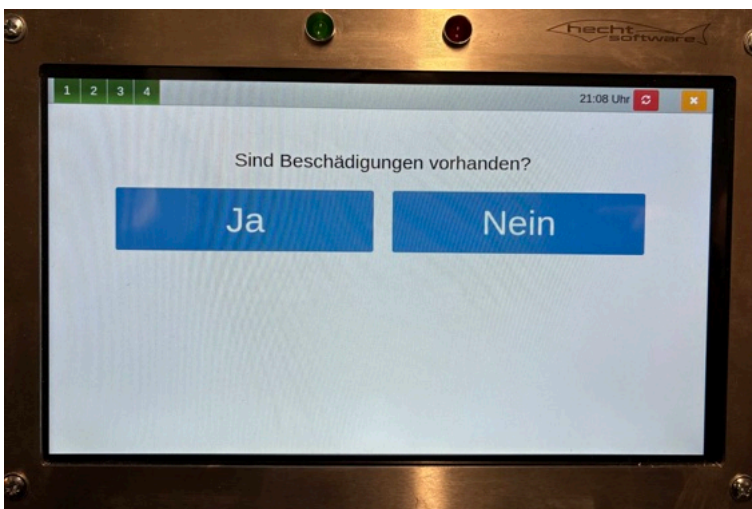 hecht
software
1 2 3 4
21:08 Uhr
Sind Beschädigungen vorhanden?
Ja Nein